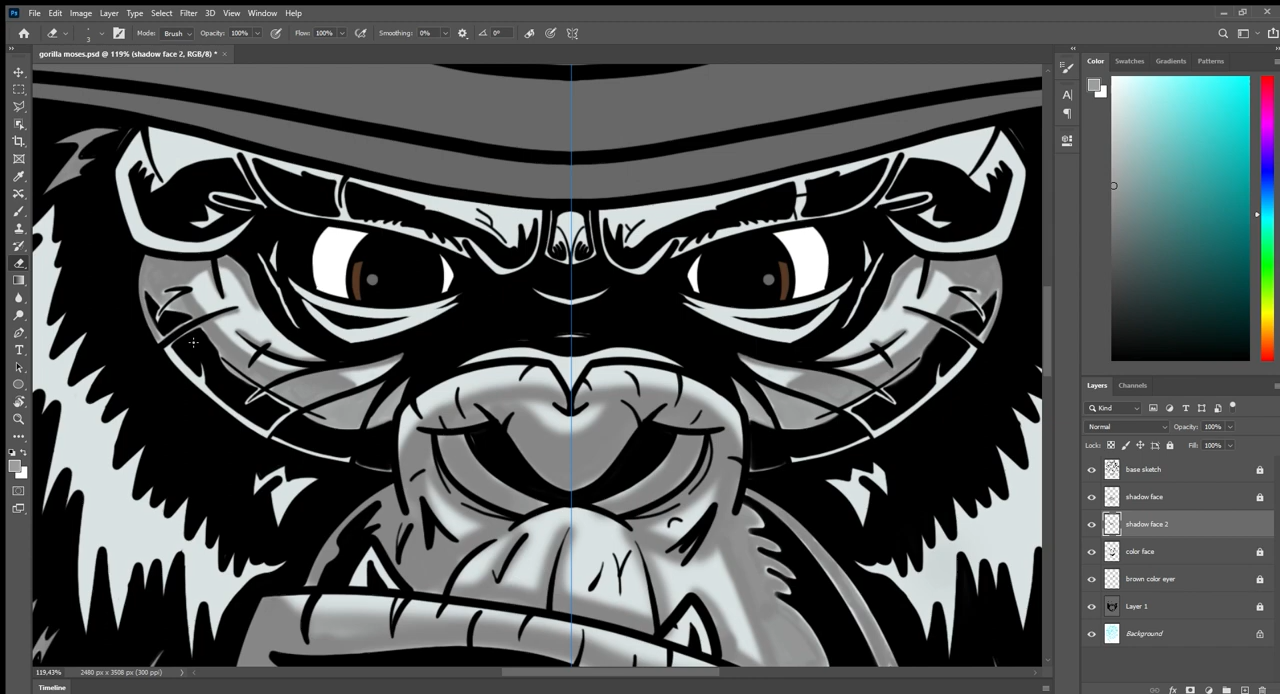 Ps File Edit Image Layer Type Select Filter 3D View Window Help
3 Mode: Brush Opacity: 100% Flow: 100% Smoothing: 0% 0°
gorilla moses.psd @ 119% (shadow face 2, RGB/8) * ×
Color Swatches Gradients Patterns
Layers Channels
Kind
Normal Opacity: 100%
Lock: Fill: 100%
base sketch
shadow face
shadow face 2
color face
brown color eyer
Layer 1
Background
119,43% 2480 px x 3508 px (300 ppi)
Timeline